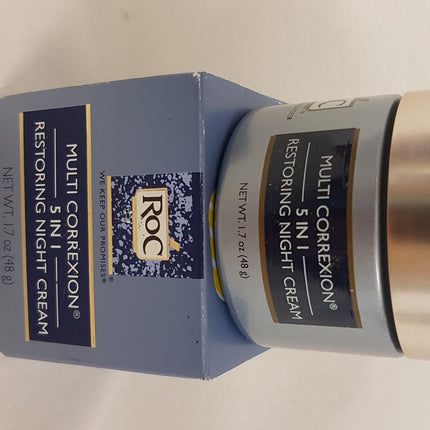 RoC
WE KEEP OUR PROMISES®
MULTI CORREXION®
5 IN 1
RESTORING NIGHT CREAM
NET WT. 1.7 oz (48 g)
MULTI CORREXION®
5 IN 1
RESTORING NIGHT CREAM
NET WT. 1.7 oz (48 g)